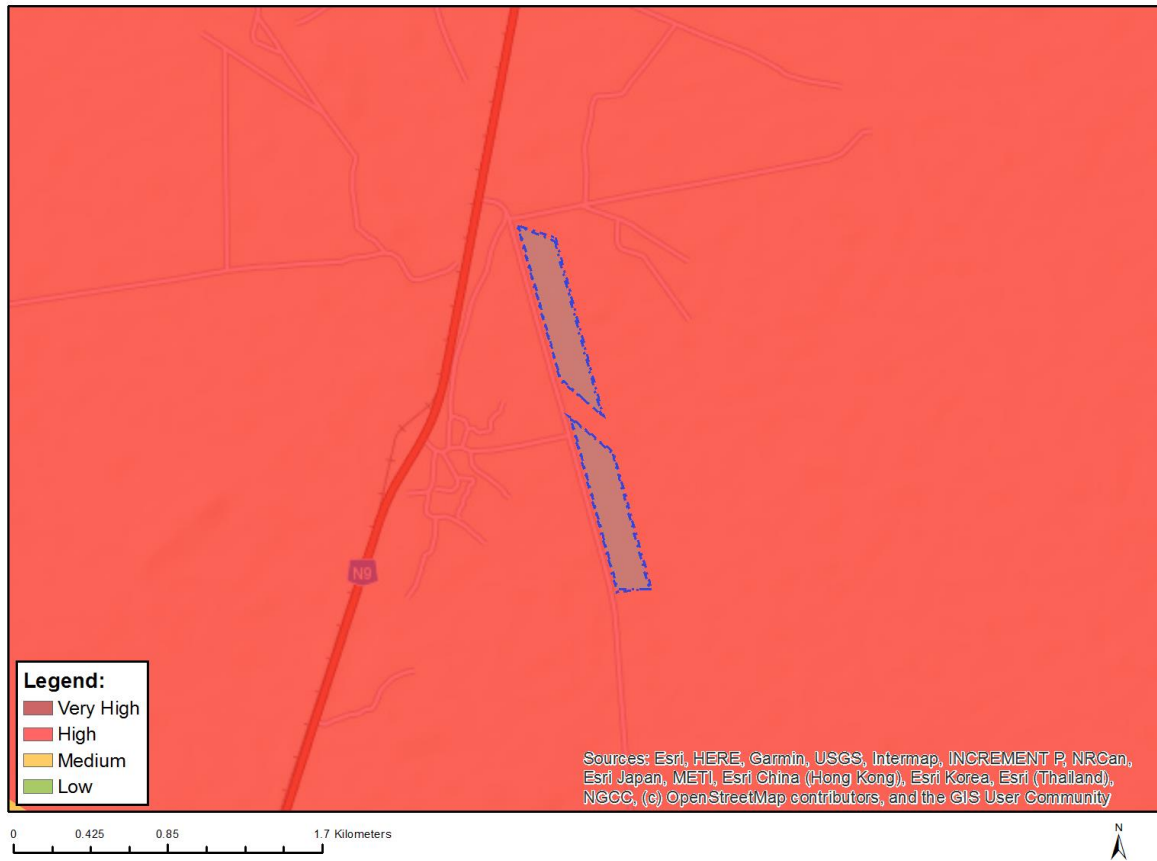 N9
Legend:
Very High
High
Medium
Low
Sources: Esri, HERE, Garmin, USGS, Intermap, INCREMENT P, NRCan,
Esri Japan, METI, Esri China (Hong Kong), Esri Korea, Esri (Thailand),
NGCC, (c) OpenStreetMap contributors, and the GIS User Community
0 0.425 0.85 1.7 Kilometers
N